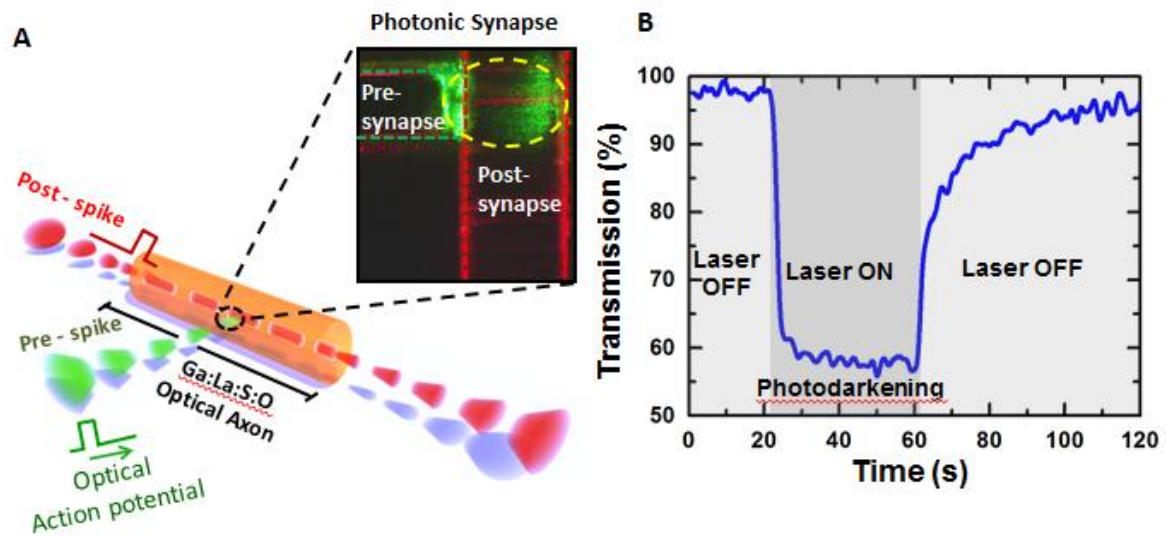 A
Photonic Synapse
Pre-
synapse
Post-
synapse
Post - spike
Pre - spike
Ga:La:S:O
Optical Axon
Optical
Action potential
B
Transmission (%)
100
90
80
70
60
50
Laser
OFF
Laser ON
Laser OFF
Photodarkening
0
20
40
60
80
100
120
Time (s)